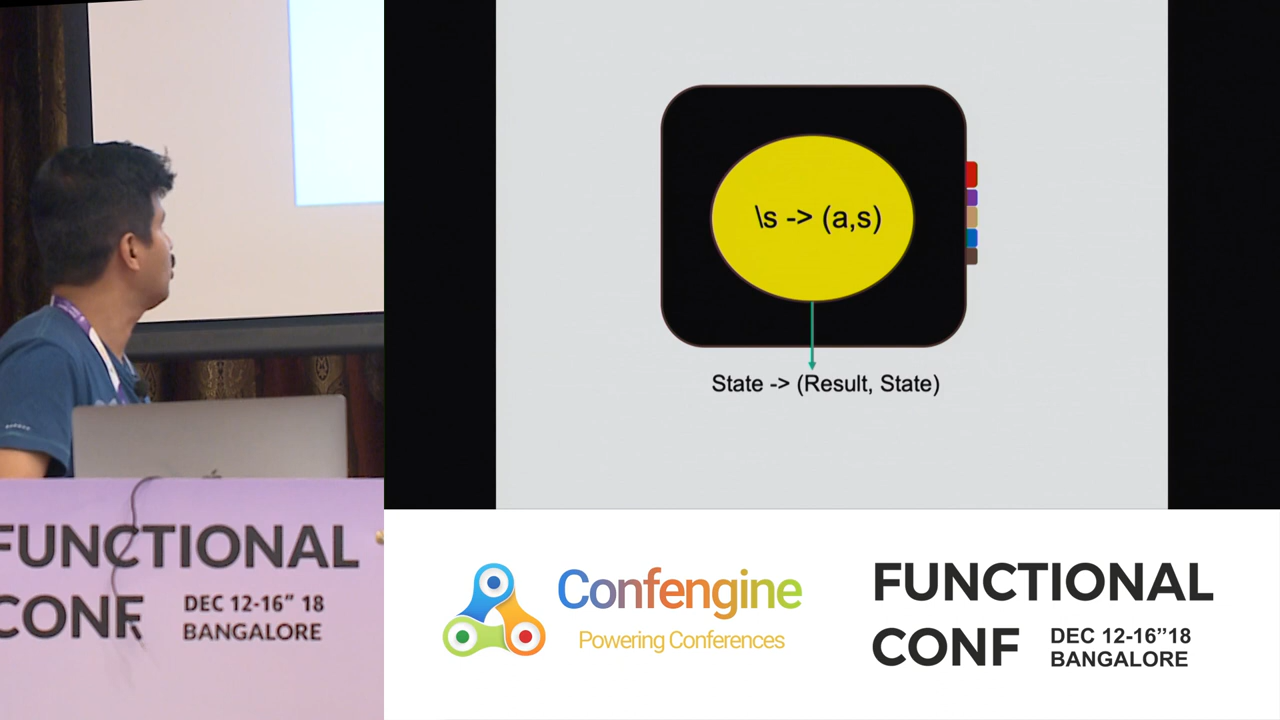 \s -> (a,s)
State -> (Result, State)
FUNCTIONAL
CONF
DEC 12-16" 18
BANGALORE
Confengine
Powering Conferences
FUNCTIONAL
CONF
DEC 12-16”18
BANGALORE